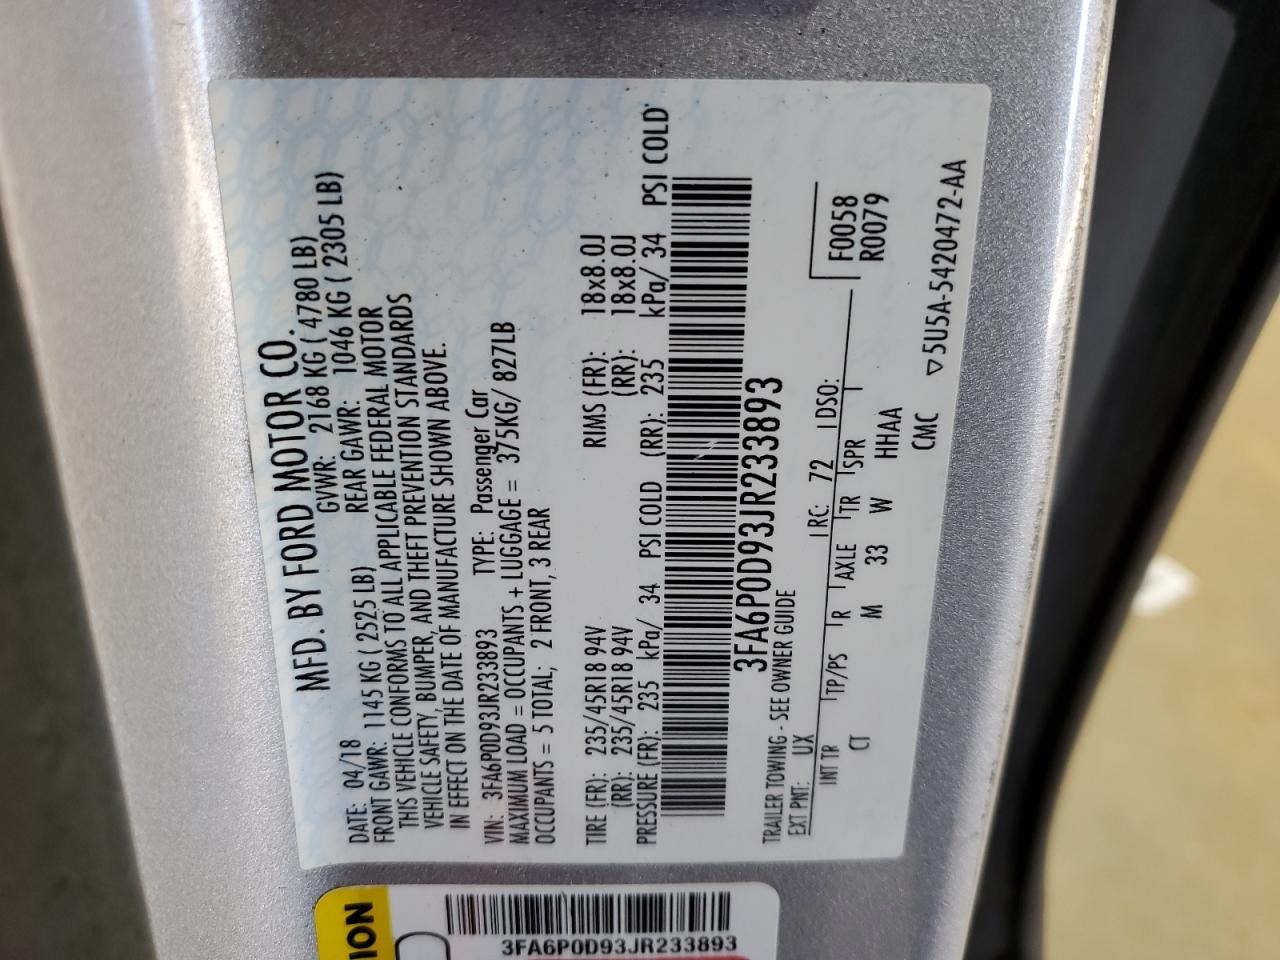 MFD. BY FORD MOTOR CO.
DATE: 04/18 GVWR: 2168 KG ( 4780 LB)
FRONT GAWR: 1145 KG ( 2525 LB) REAR GAWR: 1046 KG ( 2305 LB)
THIS VEHICLE CONFORMS TO ALL APPLICABLE FEDERAL MOTOR
VEHICLE SAFETY, BUMPER, AND THEFT PREVENTION STANDARDS
IN EFFECT ON THE DATE OF MANUFACTURE SHOWN ABOVE.
VIN: 3FA6P0D93JR233893 TYPE: Passenger Car
MAXIMUM LOAD = OCCUPANTS + LUGGAGE = 375KG/ 827LB
OCCUPANTS = 5 TOTAL; 2 FRONT, 3 REAR
TIRE (FR): 235/45R18 94V RIMS (FR): 18x8.0J
(RR): 235/45R18 94V (RR): 18x8.0J
PRESSURE (FR): 235 kPa/ 34 PSI COLD (RR): 235 kPa/ 34 PSI COLD
3FA6P0D93JR233893
TRAILER TOWING - SEE OWNER GUIDE
EXT PNT: UX RC: 72 DSO: F0058
R0079
INT TR TP/PS R AXLE TR SPR
CT M 33 W HHAA
CMC
▽5U5A-5420472-AA
ION
3FA6P0D93JR233893